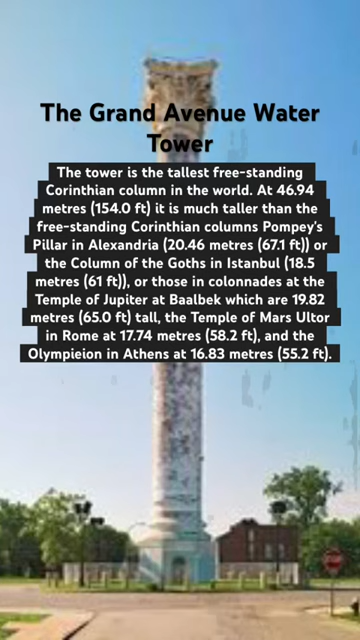 The Grand Avenue Water
Tower
The tower is the tallest free-standing
Corinthian column in the world. At 46.94
metres (154.0 ft) it is much taller than the
free-standing Corinthian columns Pompey's
Pillar in Alexandria (20.46 metres (67.1 ft)) or
the Column of the Goths in Istanbul (18.5
metres (61 ft)), or those in colonnades at the
Temple of Jupiter at Baalbek which are 19.82
metres (65.0 ft) tall, the Temple of Mars Ultor
in Rome at 17.74 metres (58.2 ft), and the
Olympieion in Athens at 16.83 metres (55.2 ft).